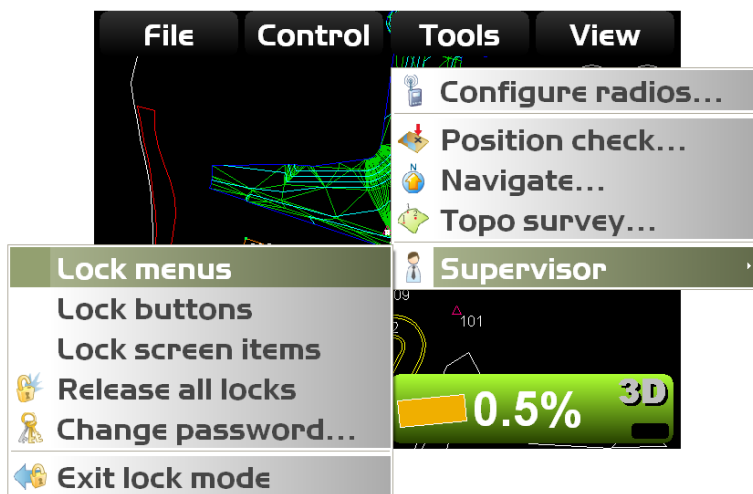 File Control Tools View
Configure radios...
Position check...
Navigate...
Topo survey...
Supervisor
Lock menus
Lock buttons
Lock screen items
Release all locks
Change password...
Exit lock mode
09
2
101
0.5% 3D